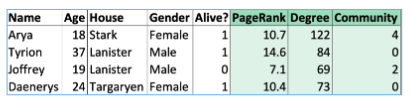 Name Age House Gender Alive? PageRank Degree Community
Arya 18 Stark Female 1 10.7 122 4
Tyrion 37 Lanister Male 1 14.6 84 0
Joffrey 19 Lanister Male 0 7.1 69 2
Daenerys 24 Targaryen Female 1 10.4 73 0